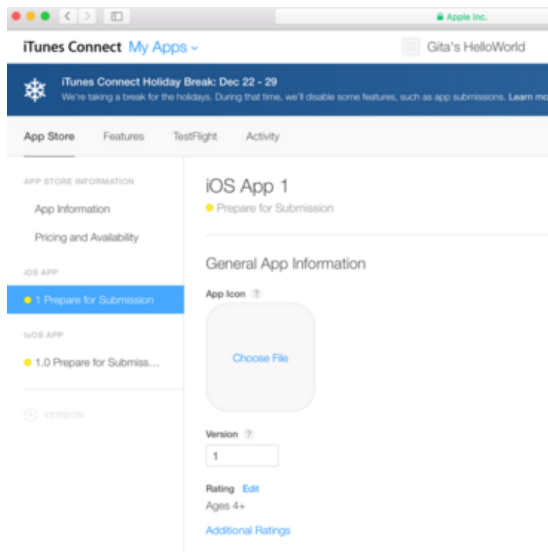 Apple Inc.
iTunes Connect My Apps
Gita's HelloWorld
iTunes Connect Holiday Break: Dec 22 - 29
We're taking a break for the holidays. During that time, we'll disable some features, such as app submissions. Learn mo
App Store Features TestFlight Activity
APP STORE INFORMATION
App Information
Pricing and Availability
iOS APP
1 Prepare for Submission
tvOS APP
1.0 Prepare for Submiss...
VERSION
iOS App 1
Prepare for Submission
General App Information
App Icon ?
Choose File
Version ?
1
Rating Edit
Ages 4+
Additional Ratings